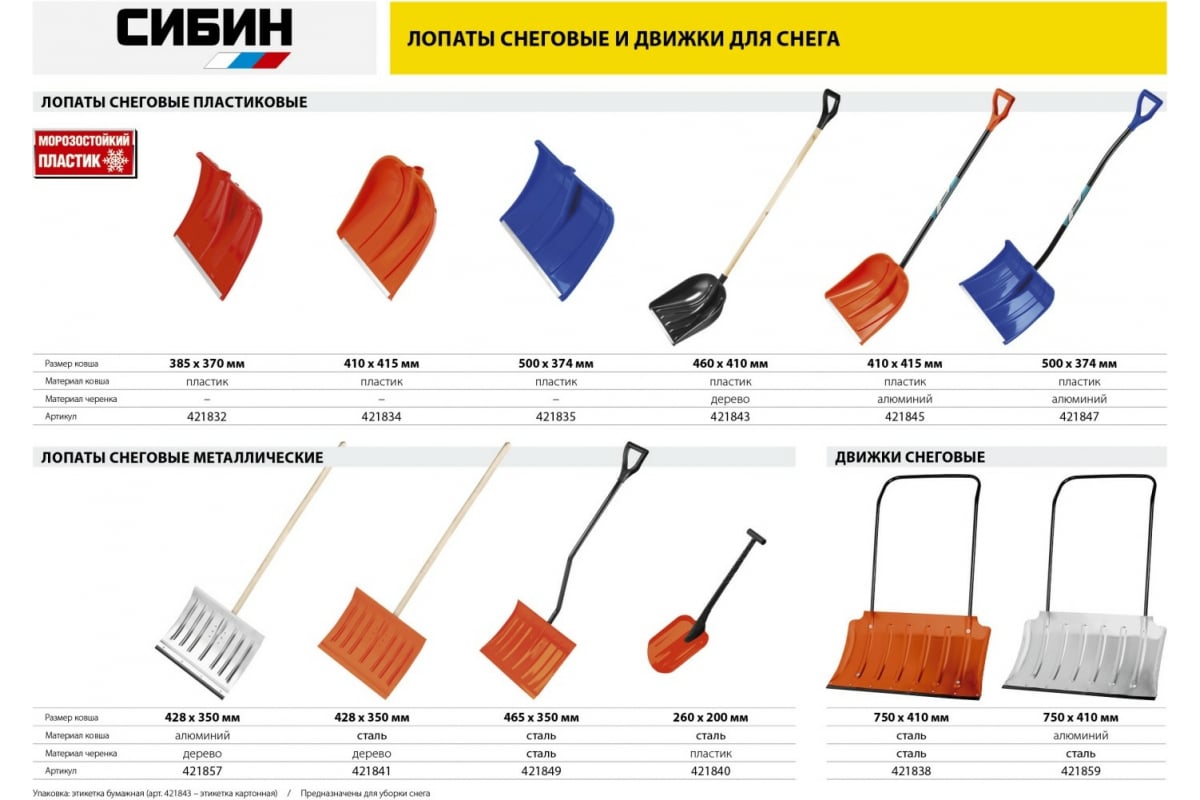 СИБИН
ЛОПАТЫ СНЕГОВЫЕ И ДВИЖКИ ДЛЯ СНЕГА
ЛОПАТЫ СНЕГОВЫЕ ПЛАСТИКОВЫЕ
МОРОЗОСТОЙКИЙ
ПЛАСТИК
Размер ковша 385 x 370 мм 410 x 415 мм 500 x 374 мм 460 x 410 мм 410 x 415 мм 500 x 374 мм
Материал ковша пластик пластик пластик пластик пластик пластик
Материал черенка – – – дерево алюминий алюминий
Артикул 421832 421834 421835 421843 421845 421847
ЛОПАТЫ СНЕГОВЫЕ МЕТАЛЛИЧЕСКИЕ
ДВИЖКИ СНЕГОВЫЕ
Размер ковша 428 x 350 мм 428 x 350 мм 465 x 350 мм 260 x 200 мм 750 x 410 мм 750 x 410 мм
Материал ковша алюминий сталь сталь сталь сталь алюминий
Материал черенка дерево дерево сталь пластик сталь сталь
Артикул 421857 421841 421849 421840 421838 421859
Упаковка: этикетка бумажная (арт. 421843 – этикетка картонная) / Предназначены для уборки снега